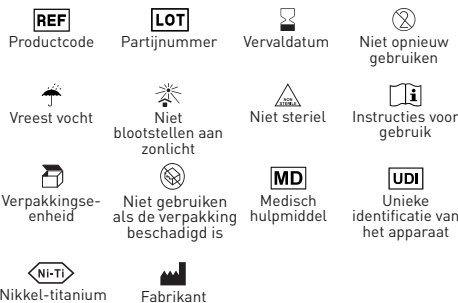 REF
Productcode
LOT
Partijnummer
Vervaldatum
2
Niet opnieuw
gebruiken
Vreest vocht
Niet
blootstellen aan
zonlicht
NON
STERILE
Niet steriel
i
Instructies voor
gebruik
Verpakkingse-
enheid
Niet gebruiken
als de verpakking
beschadigd is
MD
Medisch
hulpmiddel
UDI
Unieke
identificatie van
het apparaat
Ni-Ti
Nikkel-titanium
Fabrikant